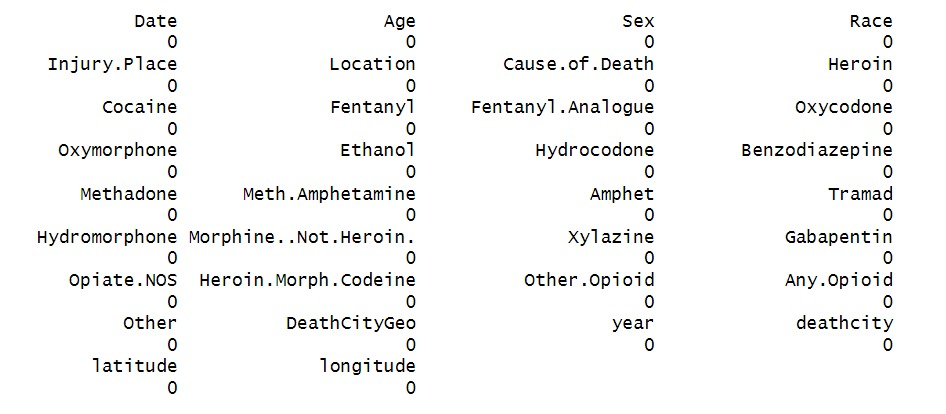 Date Age Sex Race
0 0 0 0
Injury.Place Location Cause.of.Death Heroin
0 0 0 0
Cocaine Fentanyl Fentanyl.Analogue Oxycodone
0 0 0 0
Oxymorphone Ethanol Hydrocodone Benzodiazepine
0 0 0 0
Methadone Meth.Amphetamine Amphet Tramad
0 0 0 0
Hydromorphone Morphine..Not.Heroin. Xylazine Gabapentin
0 0 0 0
Opiate.NOS Heroin.Morph.Codeine Other.Opioid Any.Opioid
0 0 0 0
Other DeathCityGeo year deathcity
0 0 0 0
latitude longitude
0 0